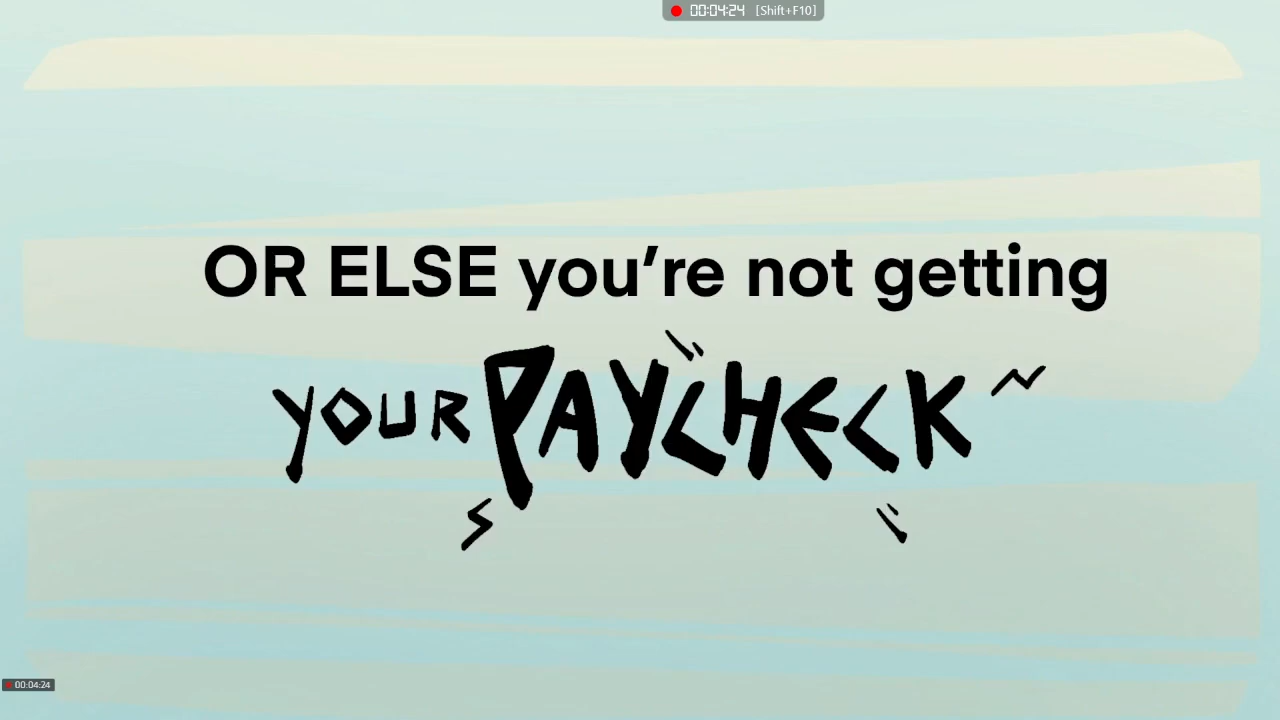 00:04:24 [Shift+F10]
OR ELSE you’re not getting
YOUR PAYCHECK
00:04:24